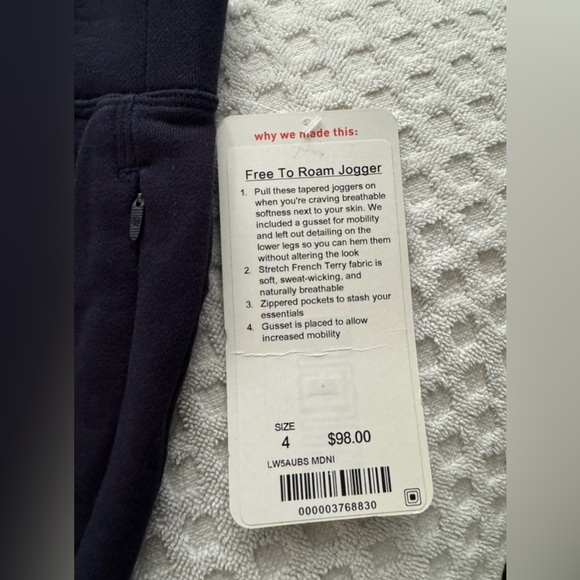 why we made this:
Free To Roam Jogger
1. Pull these tapered joggers on
when you're craving breathable
softness next to your skin. We
included a gusset for mobility
and left out detailing on the
lower legs so you can hem them
without altering the look
2. Stretch French Terry fabric is
soft, sweat-wicking, and
naturally breathable
3. Zippered pockets to stash your
essentials
4. Gusset is placed to allow
increased mobility
SIZE
4 $98.00
LW5AUBS MDNI
000003768830